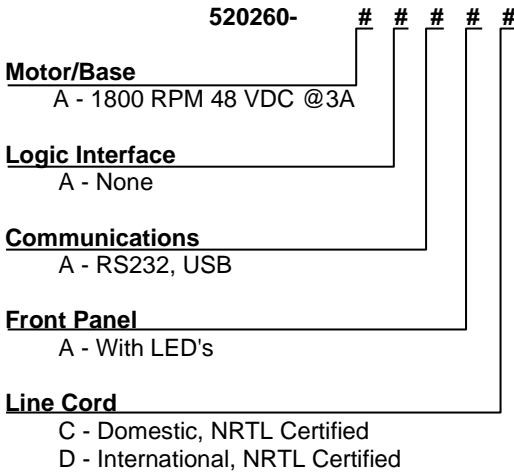 520260- # # # # #
Motor/Base
A - 1800 RPM 48 VDC @3A
Logic Interface
A - None
Communications
A - RS232, USB
Front Panel
A - With LED's
Line Cord
C - Domestic, NRTL Certified
D - International, NRTL Certified